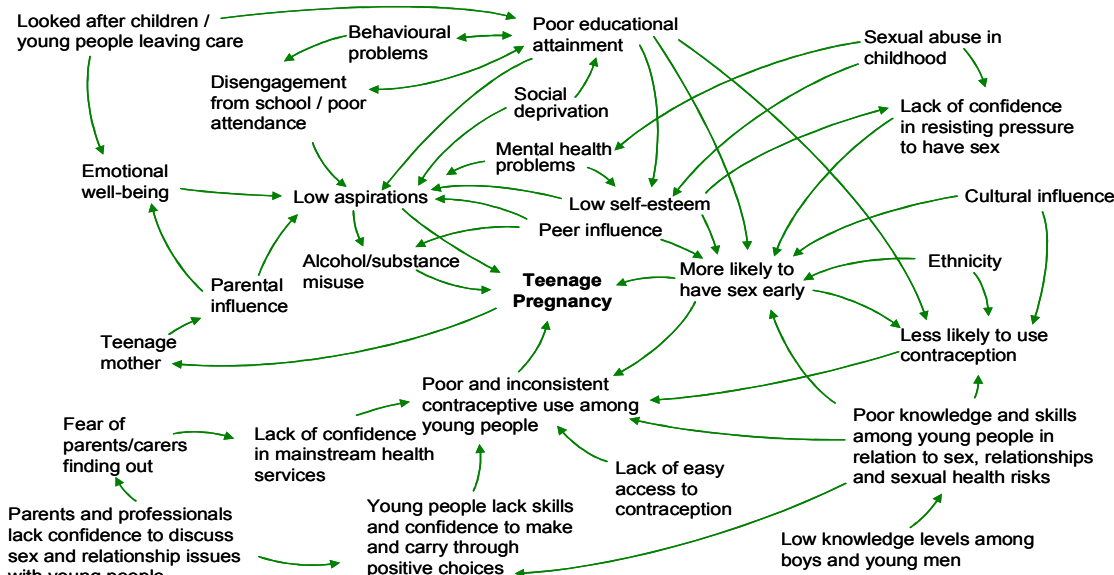 Looked after children /
young people leaving care
Behavioural
problems
Poor educational
attainment
Sexual abuse in
childhood
Disengagement
from school / poor
attendance
Social
deprivation
Lack of confidence
in resisting pressure
to have sex
Mental health
problems
Emotional
well-being
Low aspirations
Low self-esteem
Cultural influence
Peer influence
Alcohol/substance
misuse
Ethnicity
Parental
influence
Teenage
Pregnancy
More likely to
have sex early
Teenage
mother
Less likely to use
contraception
Poor and inconsistent
contraceptive use among
young people
Fear of
parents/carers
finding out
Lack of confidence
in mainstream health
services
Poor knowledge and skills
among young people in
relation to sex, relationships
and sexual health risks
Lack of easy
access to
contraception
Parents and professionals
lack confidence to discuss
sex and relationship issues
with young people
Young people lack skills
and confidence to make
and carry through
positive choices
Low knowledge levels among
boys and young men